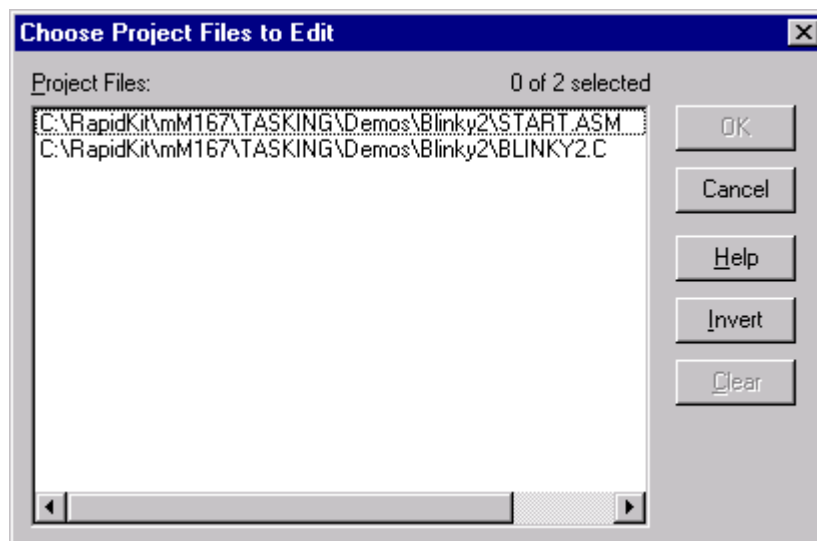 Choose Project Files to Edit
Project Files: 0 of 2 selected
C:\RapidKit\mM167\TASKING\Demos\Blinky2\START.ASM
C:\RapidKit\mM167\TASKING\Demos\Blinky2\BLINKY2.C
OK
Cancel
Help
Invert
Clear